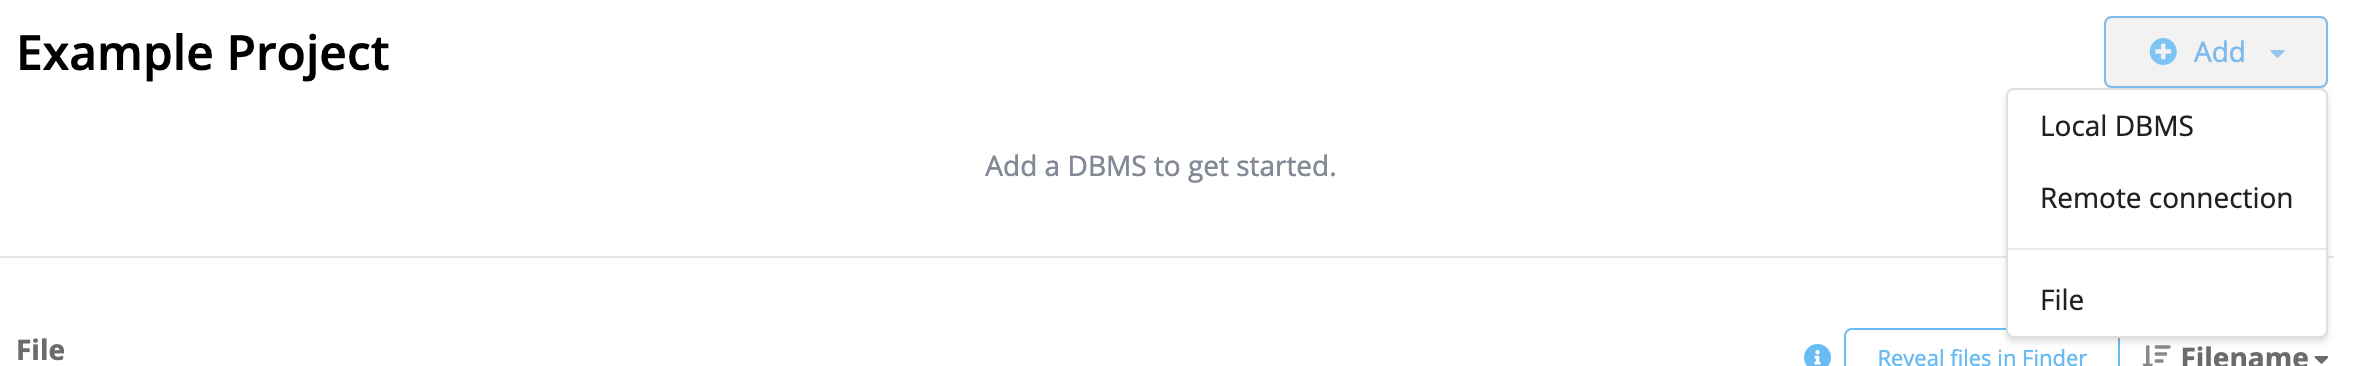 Example Project
Add
Local DBMS
Add a DBMS to get started.
Remote connection
File
File
Reveal files in Finder
Filename